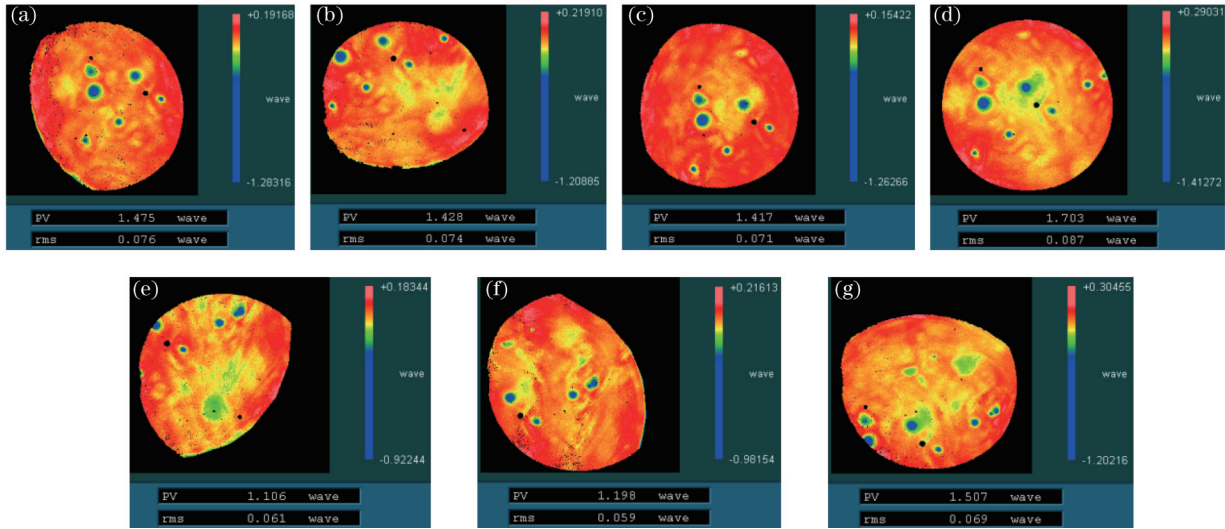 (a)
+0.19168
wave
-1.28316
PV 1.475 wave
rms 0.076 wave
(b)
+0.21910
wave
-1.20885
PV 1.428 wave
rms 0.074 wave
(c)
+0.15422
wave
-1.26266
PV 1.417 wave
rms 0.071 wave
(d)
+0.29031
wave
-1.41272
PV 1.703 wave
rms 0.087 wave
(e)
+0.18344
wave
-0.92244
PV 1.106 wave
rms 0.061 wave
(f)
+0.21613
wave
-0.98154
PV 1.198 wave
rms 0.059 wave
(g)
+0.30455
wave
-1.20216
PV 1.507 wave
rms 0.069 wave